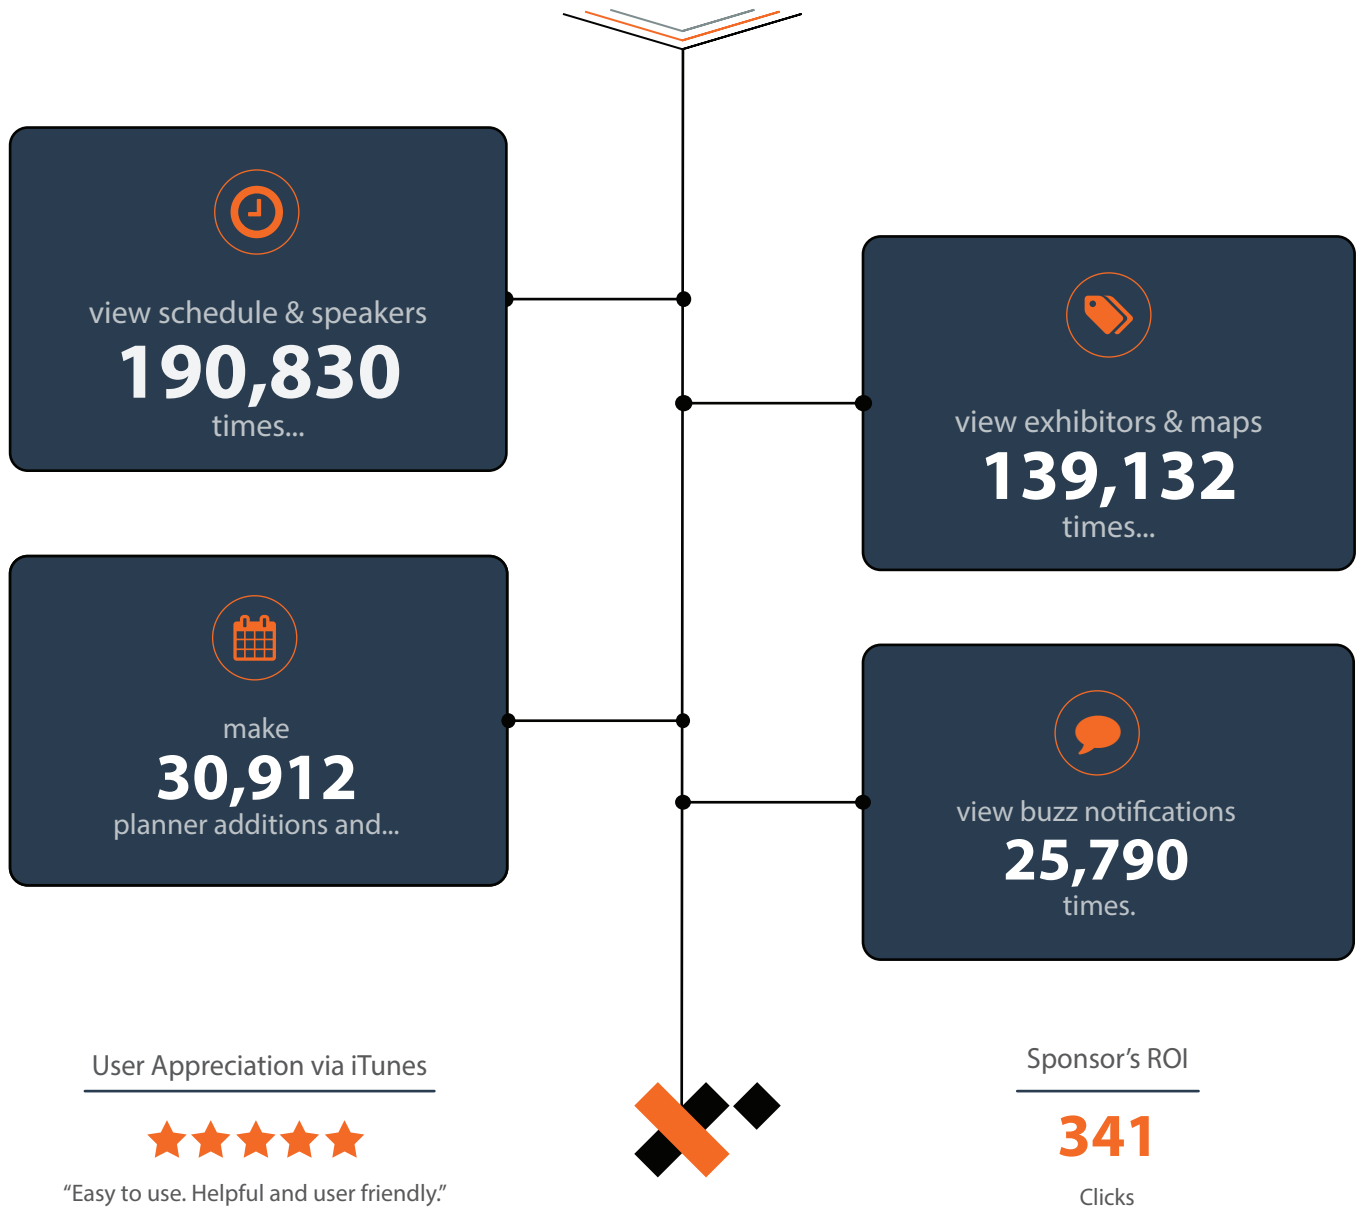 view schedule & speakers
190,830
times...
view exhibitors & maps
139,132
times...
make
30,912
planner additions and...
view buzz notifications
25,790
times.
User Appreciation via iTunes
“Easy to use. Helpful and user friendly.”
Sponsor’s ROI
341
Clicks